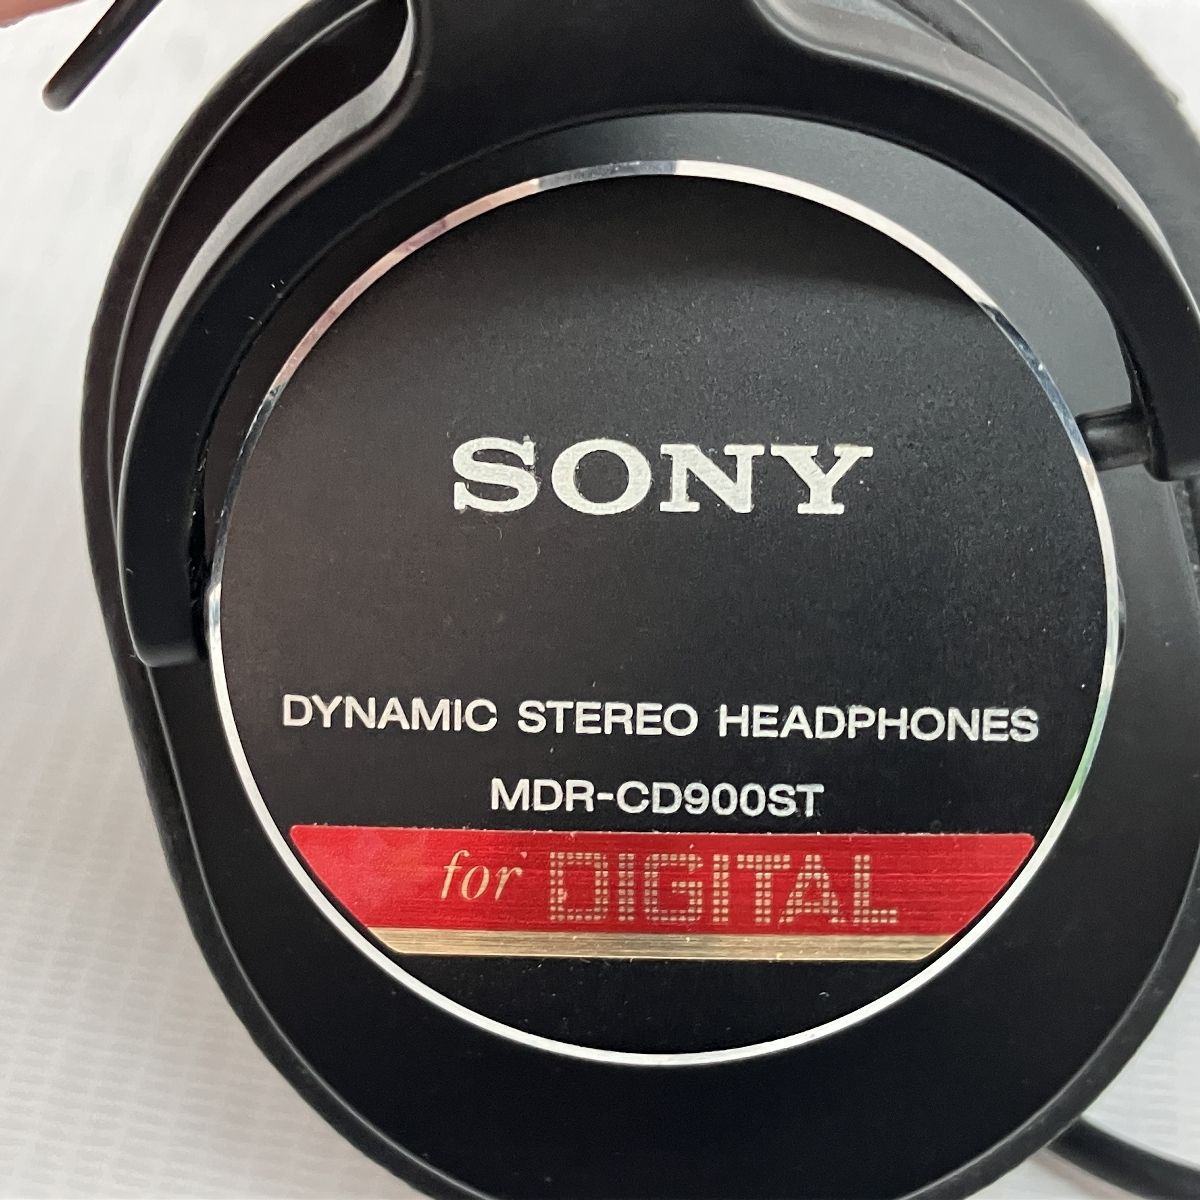 SONY
DYNAMIC STEREO HEADPHONES
MDR-CD900ST
for DIGITAL